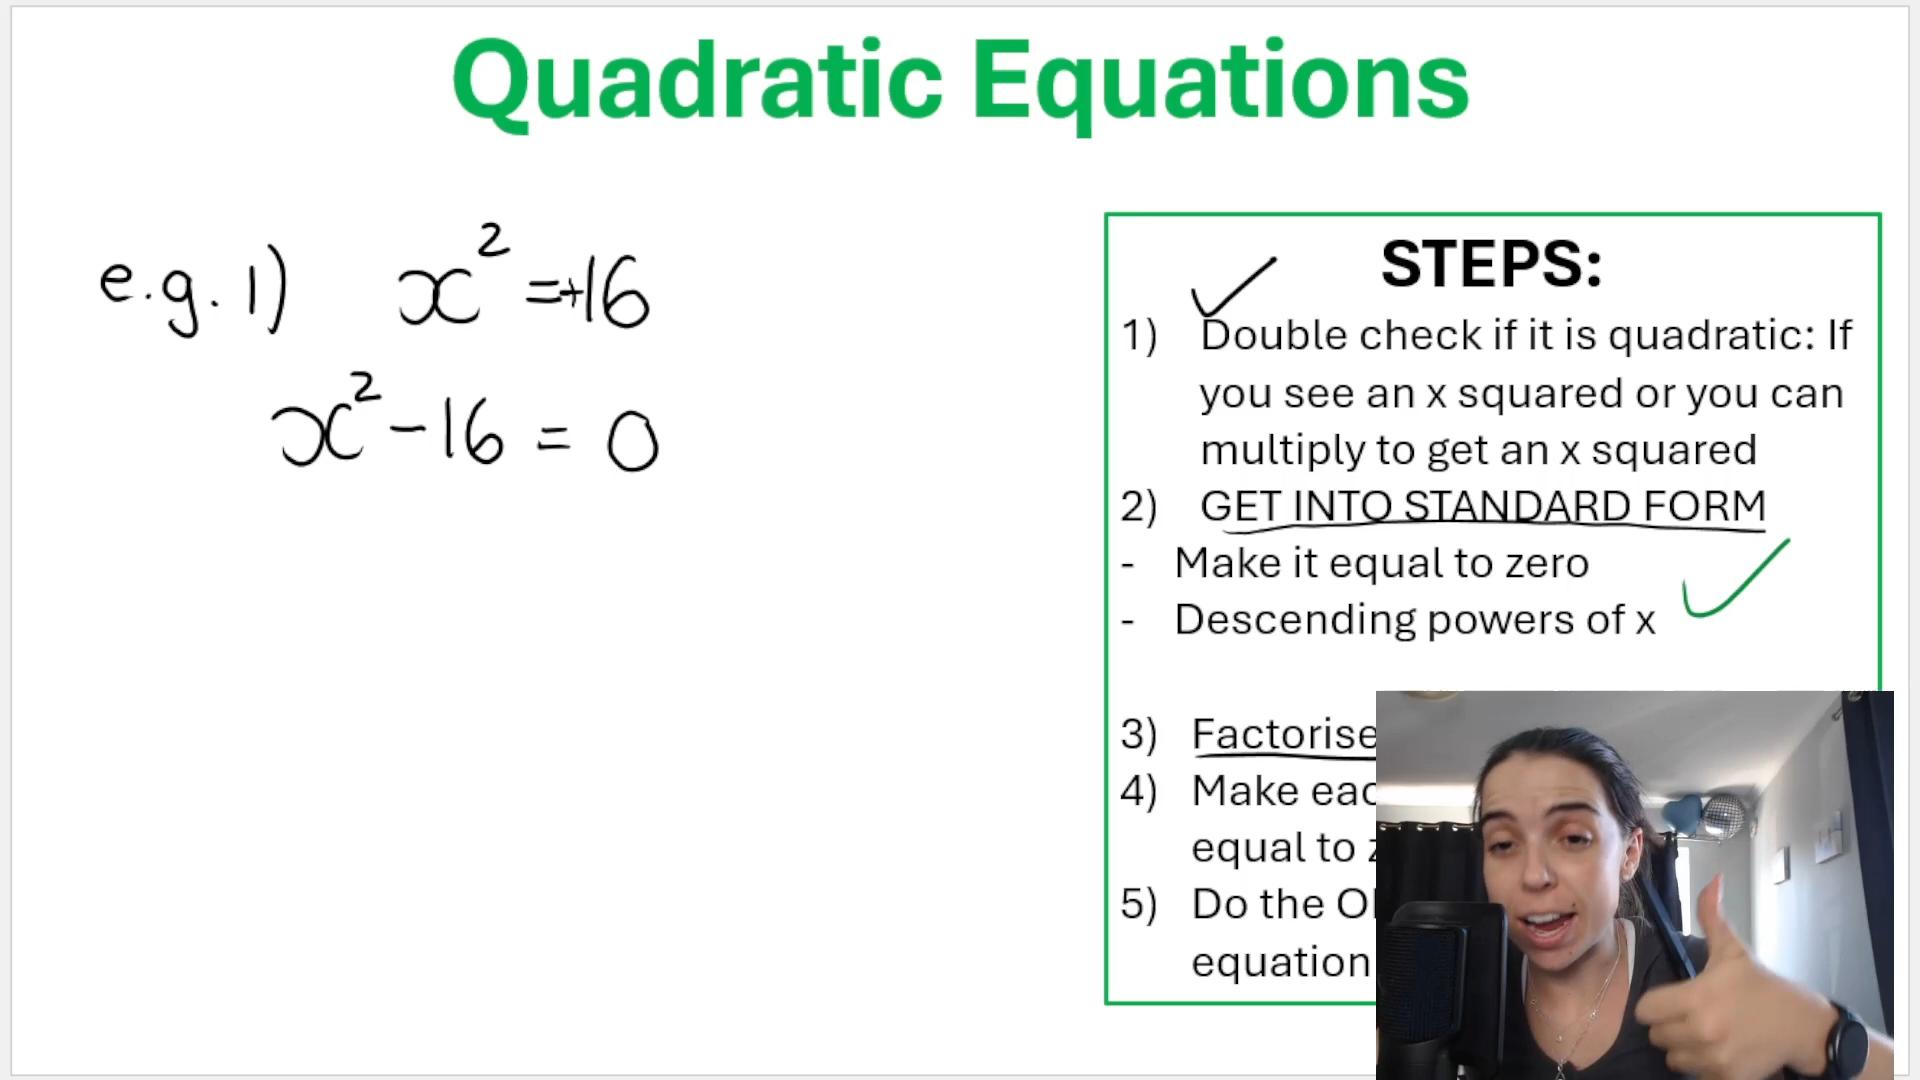 Quadratic Equations
e.g. 1) x² =+16
x² - 16 = 0
STEPS:
1) Double check if it is quadratic: If
you see an x squared or you can
multiply to get an x squared
2) GET INTO STANDARD FORM
- Make it equal to zero
- Descending powers of x
3) Factorise
4) Make
equal to
5) Do the
equation